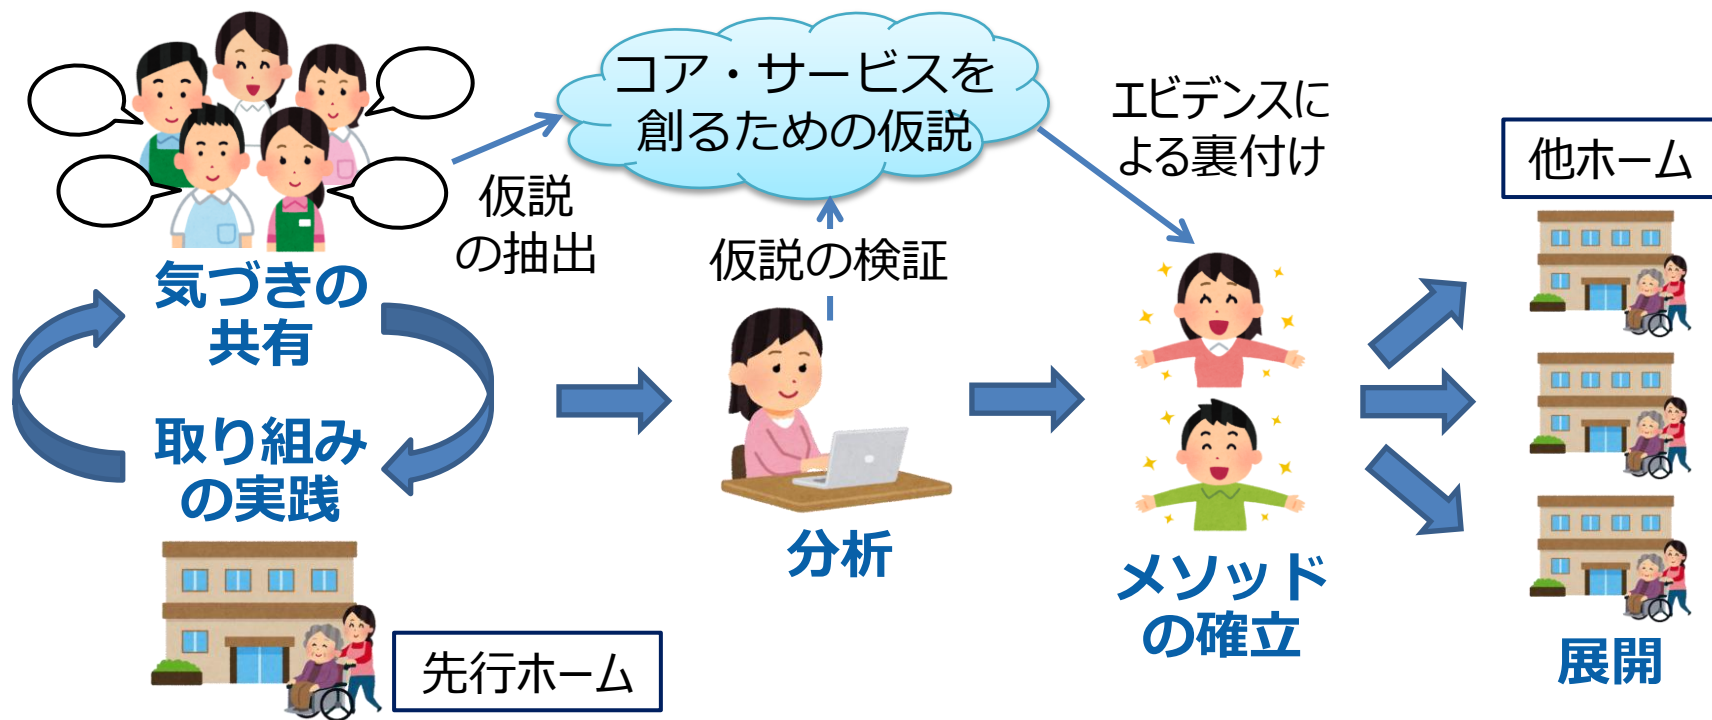 コア・サービスを
創るための仮説
エビデンスに
よる裏付け
他ホーム
仮説
の抽出
仮説の検証
気づきの
共有
取り組み
の実践
先行ホーム
分析
メソッド
の確立
展開